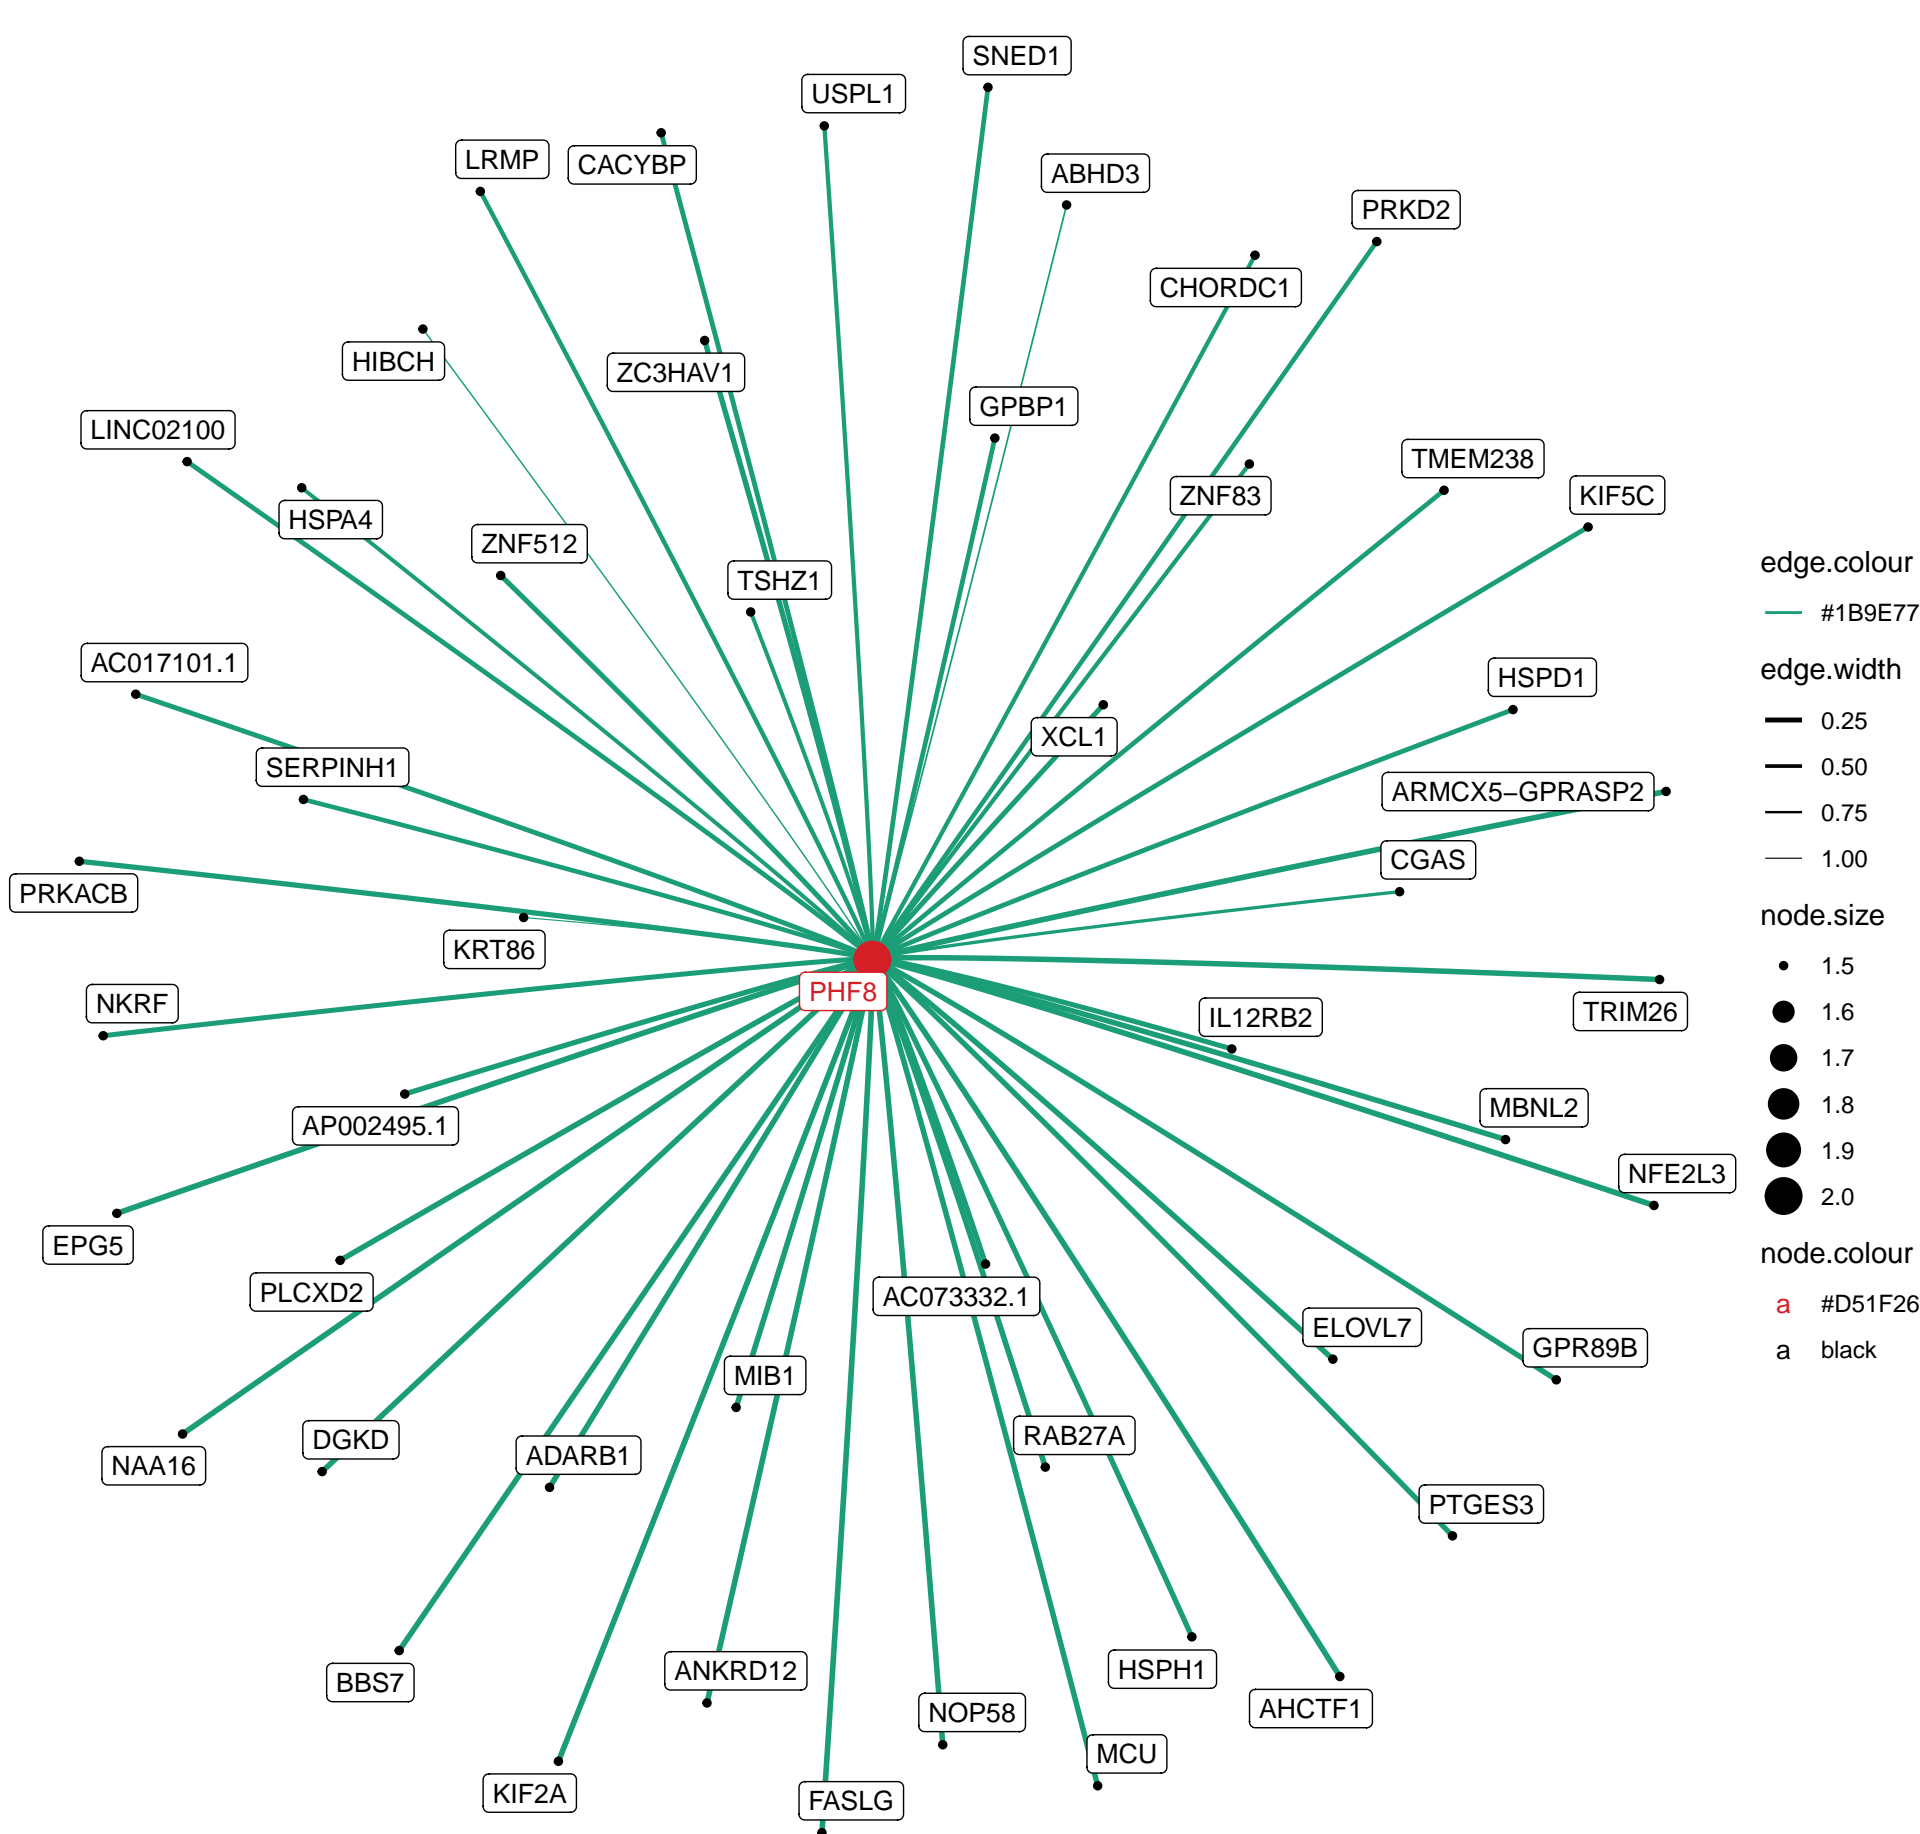 SNED1
USPL1
LRMP
CACYBP
ABHD3
PRKD2
CHORDC1
HIBCH
ZC3HAV1
GPBP1
LINC02100
TMEM238
ZNF83
KIF5C
HSPA4
ZNF512
TSHZ1
AC017101.1
HSPD1
XCL1
SERPINH1
ARMCX5−GPRASP2
CGAS
PRKACB
KRT86
PHF8
NKRF
IL12RB2
TRIM26
MBNL2
AP002495.1
NFE2L3
EPG5
PLCXD2
AC073332.1
ELOVL7
GPR89B
MIB1
DGKD
RAB27A
ADARB1
NAA16
PTGES3
BBS7
ANKRD12
HSPH1
NOP58
AHCTF1
MCU
KIF2A
FASLG
edge.colour
#1B9E77
edge.width
0.25
0.50
0.75
1.00
node.size
1.5
1.6
1.7
1.8
1.9
2.0
node.colour
a #D51F26
a black